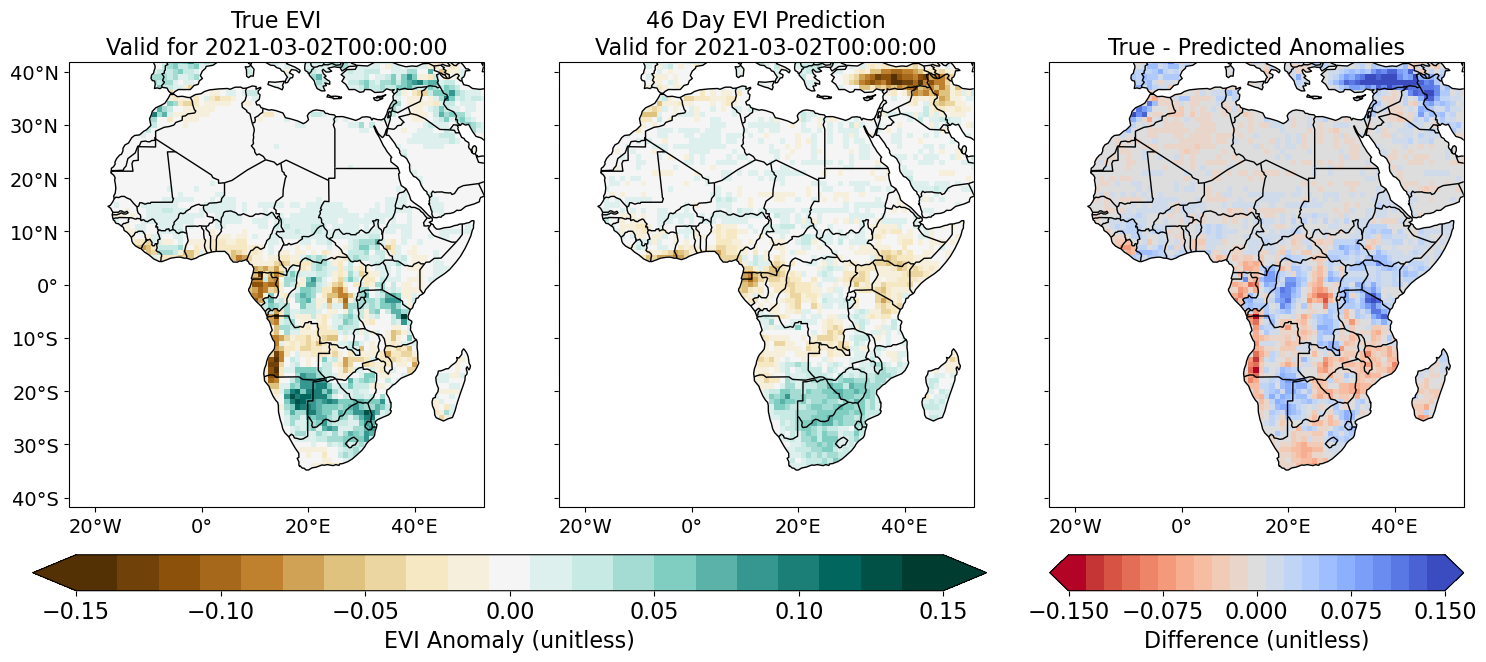 True EVI
Valid for 2021-03-02T00:00:00
46 Day EVI Prediction
Valid for 2021-03-02T00:00:00
True - Predicted Anomalies
40°N
30°N
20°N
10°N
0°
10°S
20°S
30°S
40°S
20°W 0° 20°E 40°E
20°W 0° 20°E 40°E
20°W 0° 20°E 40°E
−0.15 −0.10 −0.05 0.00 0.05 0.10 0.15
EVI Anomaly (unitless)
−0.150 −0.075 0.000 0.075 0.150
Difference (unitless)